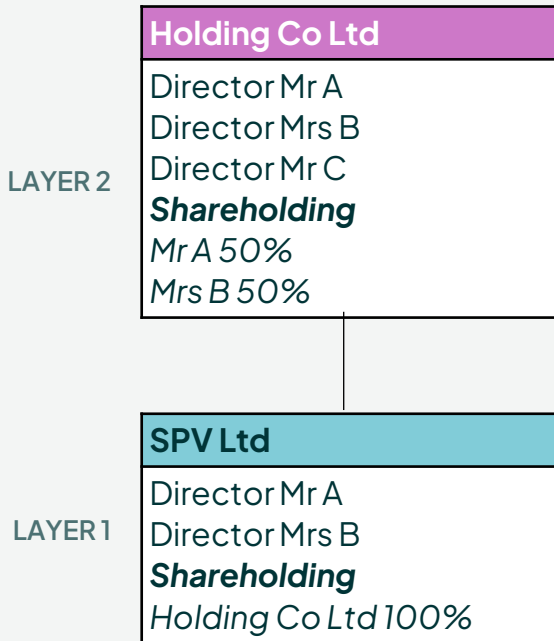 Holding Co Ltd
Director Mr A
Director Mrs B
Director Mr C
LAYER 2
Shareholding
Mr A 50%
Mrs B 50%
SPV Ltd
Director Mr A
LAYER 1
Director Mrs B
Shareholding
Holding Co Ltd 100%